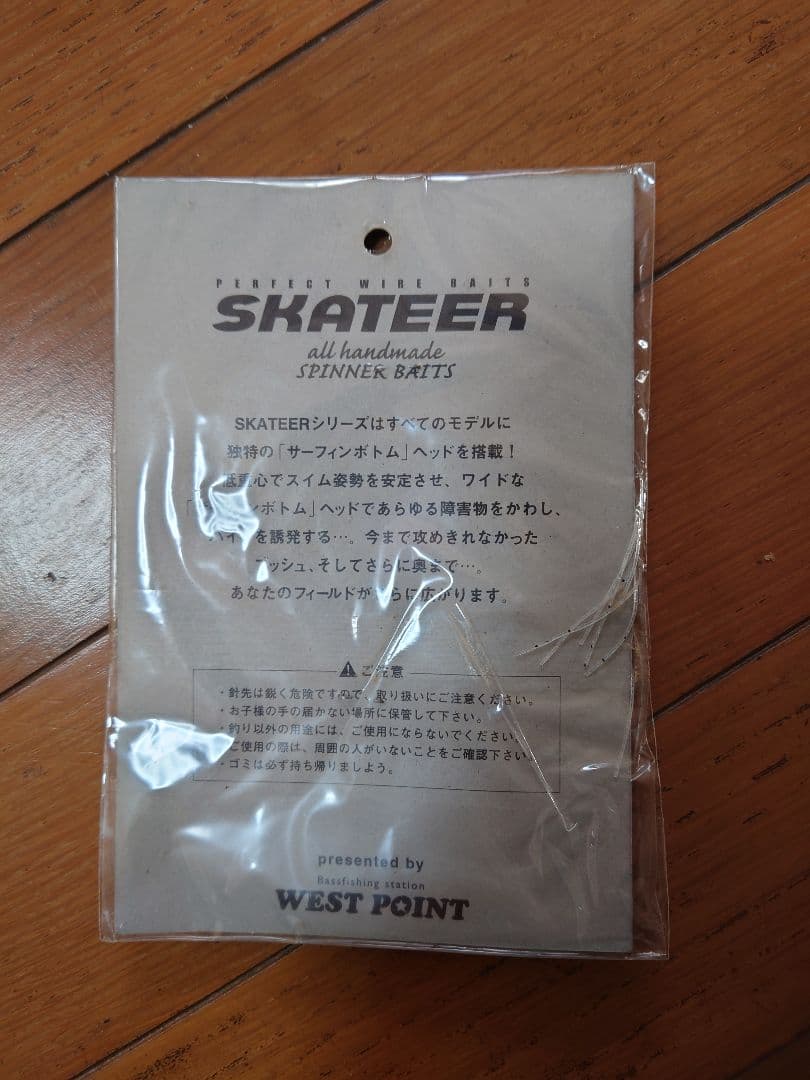 PERFECT WIRE BAITS
SKATEER
all handmade
SPINNER BAITS
SKATEERシリーズはすべてのモデルに
独特の「サーフィンボトム」ヘッドを搭載！
低重心でスイム姿勢を安定させ、ワイドな
「サーフィンボトム」ヘッドであらゆる障害物をかわし、
バイトを誘発する…。今まで攻めきれなかった
ブッシュ、そしてさらに奥まで…。
あなたのフィールドがさらに広がります。
ご注意
・針先は鋭く危険ですので、取り扱いにご注意ください。
・お子様の手の届かない場所に保管して下さい。
・釣り以外の用途には、ご使用にならないでください。
・ご使用の際は、周囲の人がいないことをご確認下さい。
・ゴミは必ず持ち帰りましょう。
presented by
Bassfishing station
WEST POINT